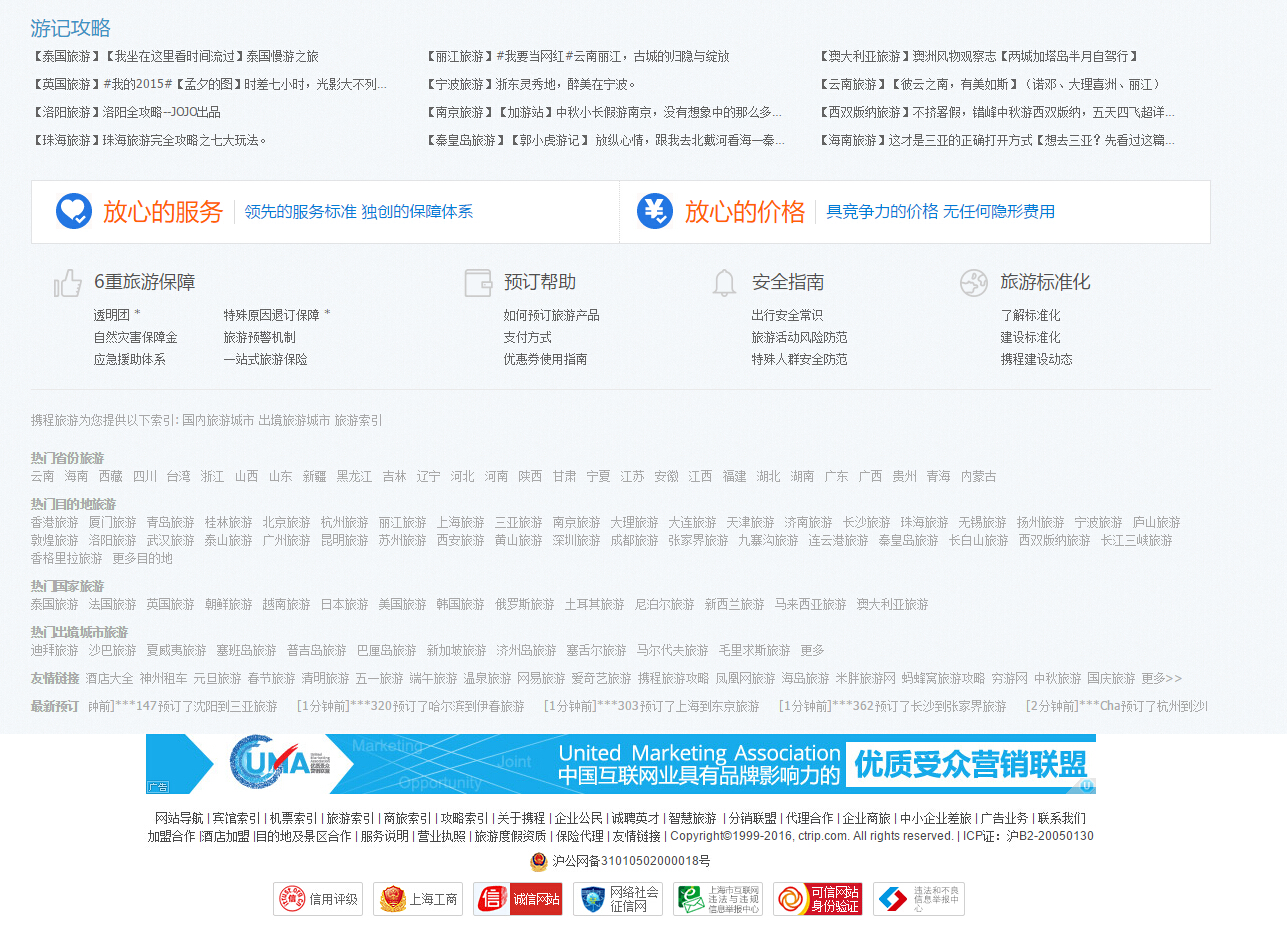 游记攻略
【泰国旅游】【我坐在这里看时间流过】泰国慢游之旅 【丽江旅游】#我要当网红#云南丽江，古城的归隐与绽放 【澳大利亚旅游】澳洲风物观察志【两城加塔岛半月自驾行】
【英国旅游】#我的2015#【孟夕的图】时差七小时，光影大不列... 【宁波旅游】浙东灵秀地，醉美在宁波。 【云南旅游】【彼云之南，有美如斯】（诺邓、大理喜洲、丽江）
【洛阳旅游】洛阳全攻略--JOJO出品 【南京旅游】【加游站】中秋小长假游南京，没有想象中的那么多... 【西双版纳旅游】不挤暑假，错峰中秋游西双版纳，五天四飞超详...
【珠海旅游】珠海旅游完全攻略之七大玩法。 【秦皇岛旅游】【郭小虎游记】 放纵心情，跟我去北戴河看海一秦... 【海南旅游】这才是三亚的正确打开方式【想去三亚？先看过这篇...
放心的服务 领先的服务标准 独创的保障体系 放心的价格 具竞争力的价格 无任何隐形费用
6重旅游保障 预订帮助 安全指南 旅游标准化
透明团 * 特殊原因退订保障 * 如何预订旅游产品 出行安全常识 了解标准化
自然灾害保障金 旅游预警机制 支付方式 旅游活动风险防范 建设标准化
应急援助体系 一站式旅游保险 优惠券使用指南 特殊人群安全防范 携程建设动态
携程旅游为您提供以下索引: 国内旅游城市 出境旅游城市 旅游索引
热门省份旅游
云南 海南 西藏 四川 台湾 浙江 山西 山东 新疆 黑龙江 吉林 辽宁 河北 河南 陕西 甘肃 宁夏 江苏 安徽 江西 福建 湖北 湖南 广东 广西 贵州 青海 内蒙古
热门目的地旅游
香港旅游 厦门旅游 青岛旅游 桂林旅游 北京旅游 杭州旅游 丽江旅游 上海旅游 三亚旅游 南京旅游 大理旅游 大连旅游 天津旅游 济南旅游 长沙旅游 珠海旅游 无锡旅游 扬州旅游 宁波旅游 庐山旅游
敦煌旅游 洛阳旅游 武汉旅游 泰山旅游 广州旅游 昆明旅游 苏州旅游 西安旅游 黄山旅游 深圳旅游 成都旅游 张家界旅游 九寨沟旅游 连云港旅游 秦皇岛旅游 长白山旅游 西双版纳旅游 长江三峡旅游
香格里拉旅游 更多目的地
热门国家旅游
泰国旅游 法国旅游 英国旅游 朝鲜旅游 越南旅游 日本旅游 美国旅游 韩国旅游 俄罗斯旅游 土耳其旅游 尼泊尔旅游 新西兰旅游 马来西亚旅游 澳大利亚旅游
热门出境城市旅游
迪拜旅游 沙巴旅游 夏威夷旅游 塞班岛旅游 普吉岛旅游 巴厘岛旅游 新加坡旅游 济州岛旅游 塞舌尔旅游 马尔代夫旅游 毛里求斯旅游 更多
友情链接 酒店大全 神州租车 元旦旅游 春节旅游 清明旅游 五一旅游 端午旅游 温泉旅游 网易旅游 爱奇艺旅游 携程旅游攻略 凤凰网旅游 海岛旅游 米胖旅游网 蚂蜂窝旅游攻略 穷游网 中秋旅游 国庆旅游 更多>>
最新预订 钟前]***147预订了沈阳到三亚旅游 [1分钟前]***320预订了哈尔滨到伊春旅游 [1分钟前]***303预订了上海到东京旅游 [1分钟前]***362预订了长沙到张家界旅游 [2分钟前]***Cha预订了杭州到沙
广告 UMA Marketing Joint Opportunity United Marketing Association
中国互联网业具有品牌影响力的 优质受众营销联盟
网站导航 | 宾馆索引 | 机票索引 | 旅游索引 | 商旅索引 | 攻略索引 | 关于携程 | 企业公民 | 诚聘英才 | 智慧旅游 | 分销联盟 | 代理合作 | 企业商旅 | 中小企业差旅 | 广告业务 | 联系我们
加盟合作 |酒店加盟 |目的地及景区合作 | 服务说明 | 营业执照 | 旅游度假资质 | 保险代理 | 友情链接 | Copyright©1999-2016, ctrip.com. All rights reserved. | ICP证：沪B2-20050130
沪公网备31010502000018号
信用评级 上海工商 信 诚信网站 网络社会征信网 上海市互联网违法与违规信息举报中心 可信网站身份验证 违法和不良信息举报中心